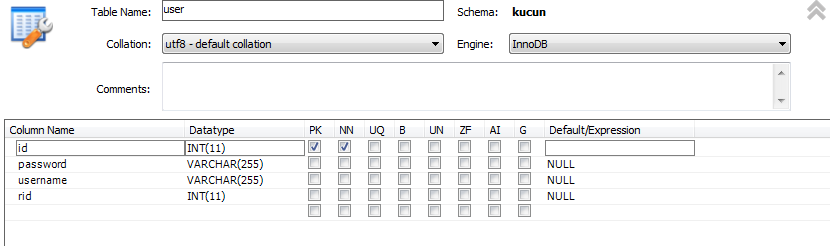 Table Name: user Schema: kucun
Collation: utf8 - default collation Engine: InnoDB
Comments:
Column Name Datatype PK NN UQ B UN ZF AI G Default/Expression
id INT(11)
password VARCHAR(255) NULL
username VARCHAR(255) NULL
rid INT(11) NULL